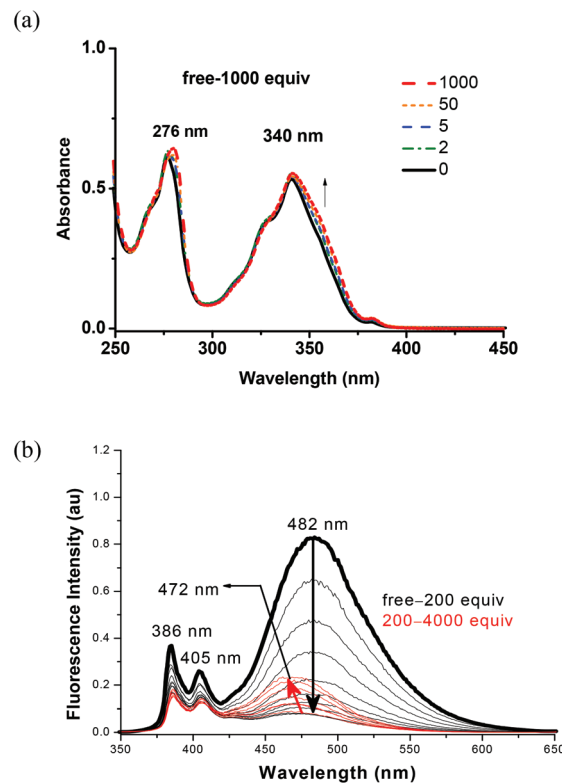 (a)
1.0
free-1000 equiv
1000
50
5
2
0
276 nm
340 nm
Absorbance
0.5
0.0
250
300
350
400
450
Wavelength (nm)
(b)
1.2
1.0
0.8
0.6
0.4
0.2
0.0
Fluorescence Intensity (au)
482 nm
472 nm
free–200 equiv
200–4000 equiv
386 nm
405 nm
350
400
450
500
550
600
650
Wavelength (nm)